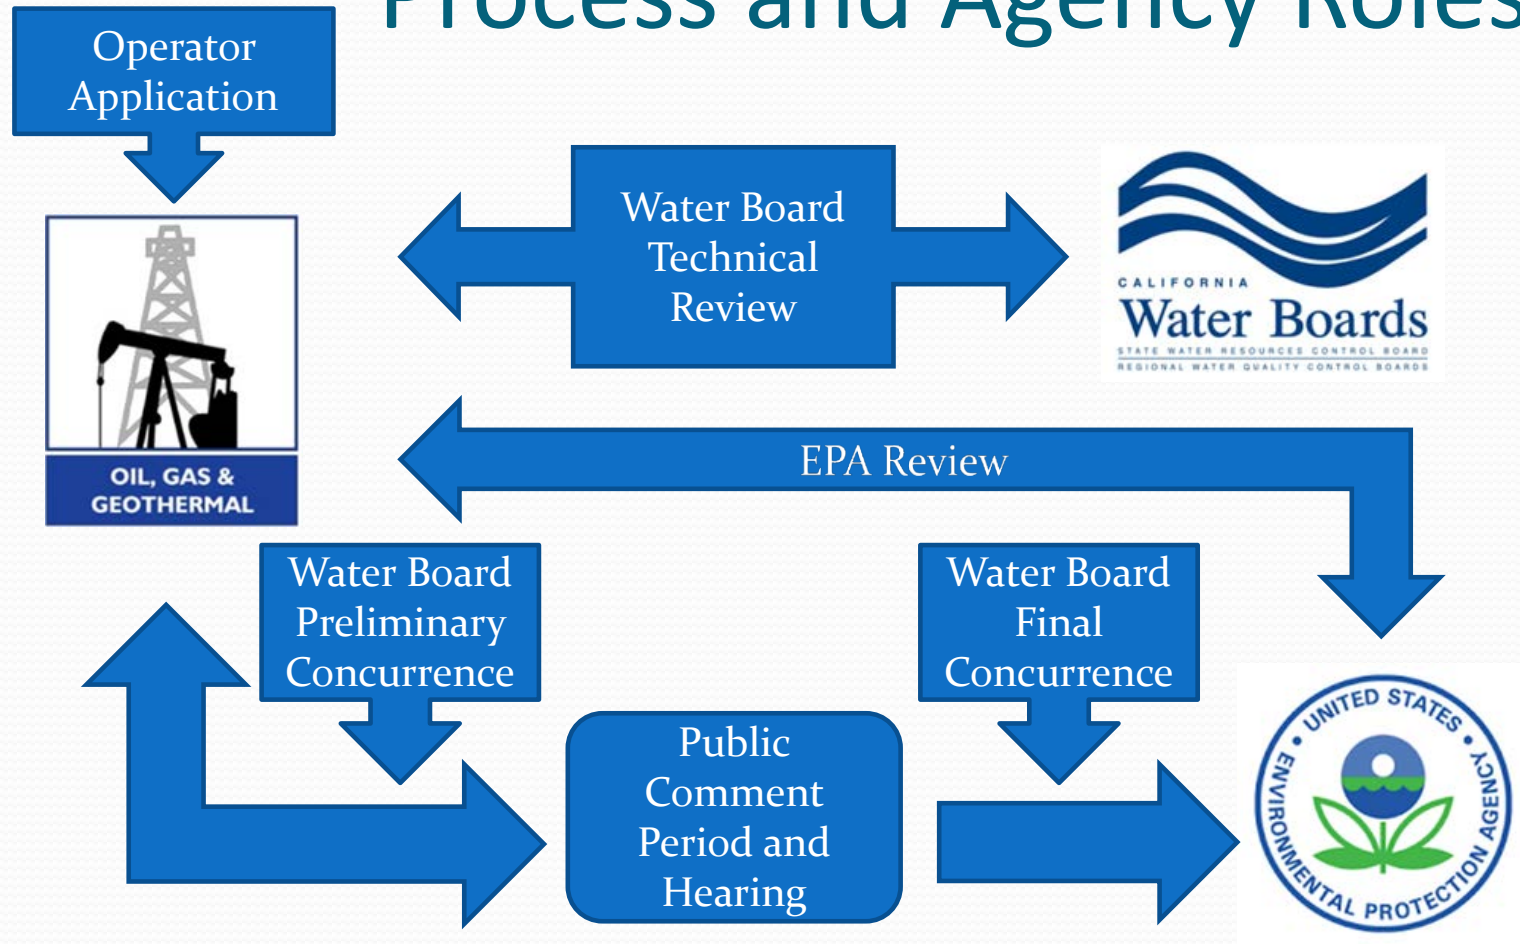 Process and Agency Roles
Operator
Application
Water Board
Technical
Review
CALIFORNIA
Water Boards
STATE WATER RESOURCES CONTROL BOARD
REGIONAL WATER QUALITY CONTROL BOARDS
OIL, GAS &
GEOTHERMAL
EPA Review
Water Board
Preliminary
Concurrence
Water Board
Final
Concurrence
Public
Comment
Period and
Hearing
UNITED STATES
ENVIRONMENTAL PROTECTION AGENCY